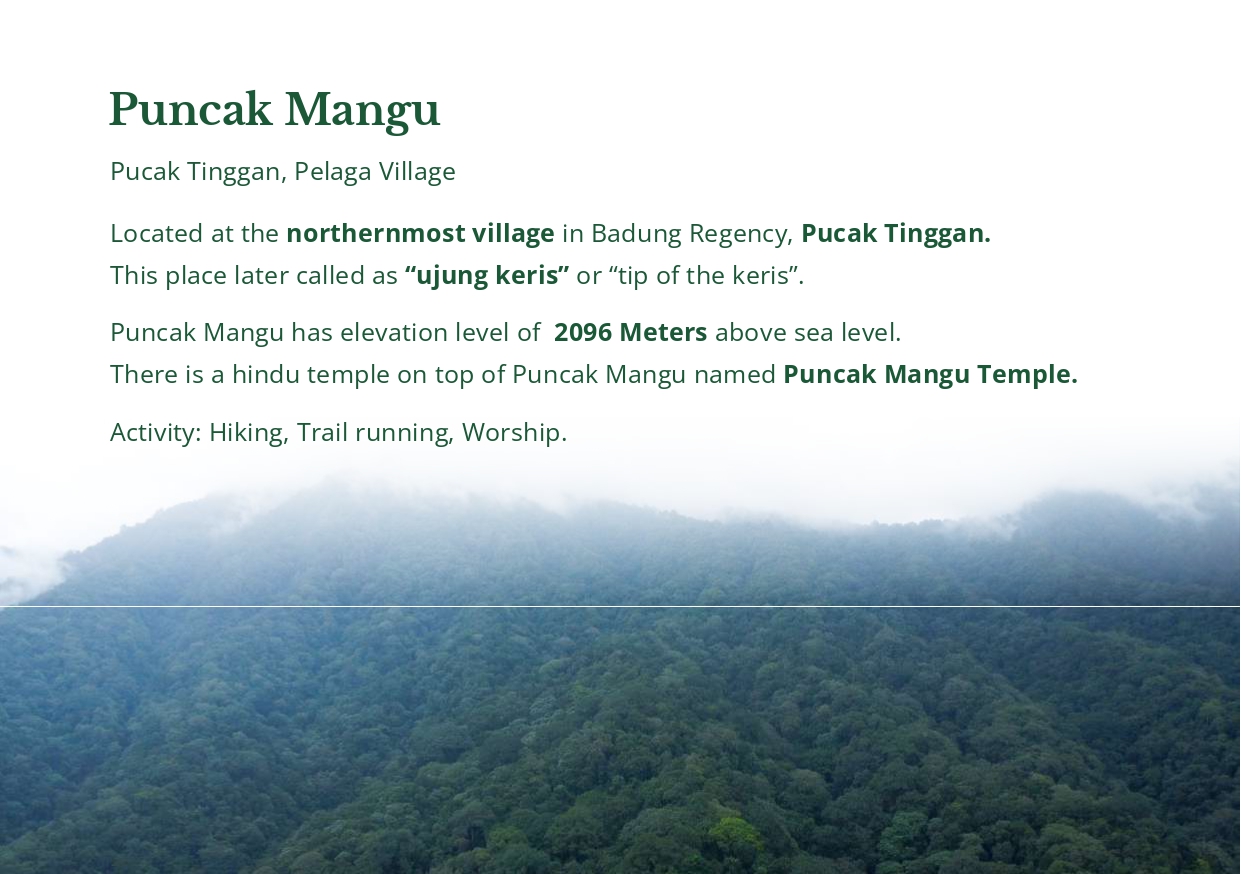 Puncak Mangu
Pucak Tinggan, Pelaga Village
Located at the northernmost village in Badung Regency, Pucak Tinggan.
This place later called as “ujung keris” or “tip of the keris”.
Puncak Mangu has elevation level of  2096 Meters above sea level.
There is a hindu temple on top of Puncak Mangu named Puncak Mangu Temple.
Activity: Hiking, Trail running, Worship.